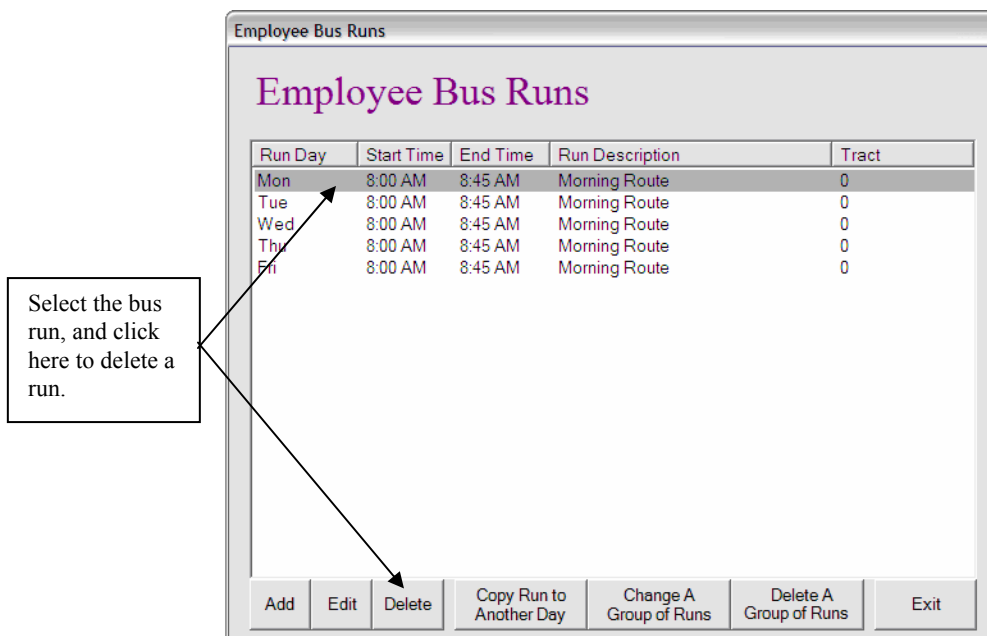 Employee Bus Runs
Employee Bus Runs
Run Day Start Time End Time Run Description Tract
Mon 8:00 AM 8:45 AM Morning Route 0
Tue 8:00 AM 8:45 AM Morning Route 0
Wed 8:00 AM 8:45 AM Morning Route 0
Thu 8:00 AM 8:45 AM Morning Route 0
Fri 8:00 AM 8:45 AM Morning Route 0
Select the bus
run, and click
here to delete a
run.
Add Edit Delete Copy Run to Another Day Change A Group of Runs Delete A Group of Runs Exit